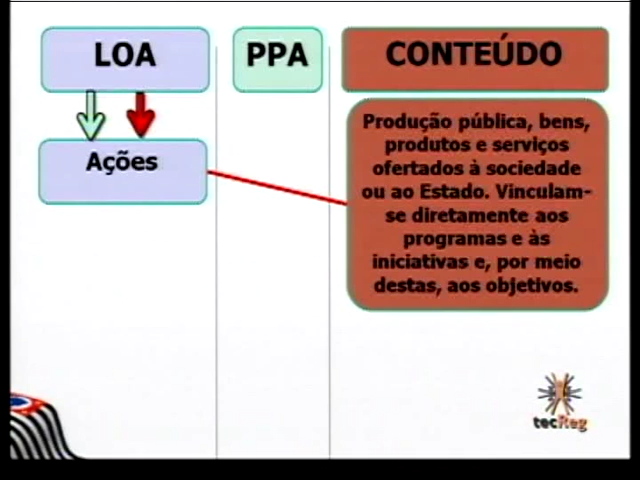 LOA
PPA
CONTEÚDO
Ações
Produção pública, bens,
produtos e serviços
ofertados à sociedade
ou ao Estado. Vinculam-
se diretamente aos
programas e às
iniciativas e, por meio
destas, aos objetivos.
tecReg